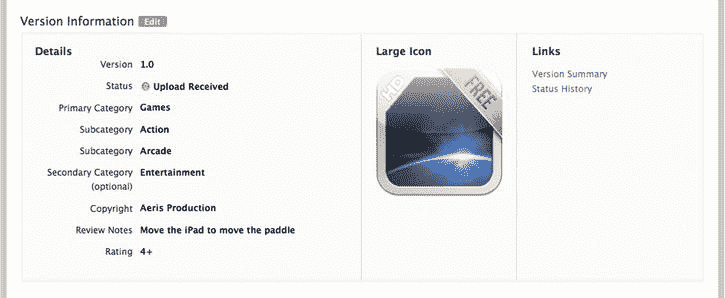 Version Information Edit
Details
Version 1.0
Status Upload Received
Primary Category Games
Subcategory Action
Subcategory Arcade
Secondary Category Entertainment
(optional)
Copyright Aeris Production
Review Notes Move the iPad to move the paddle
Rating 4+
Large Icon
HD
FREE
Links
Version Summary
Status History